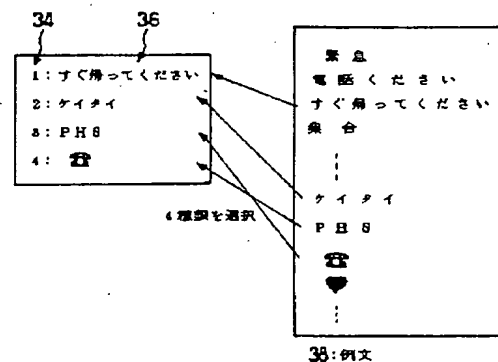 34 36
1:すぐ帰ってください
2:ケイタイ
3:PHS
4:☎
4種類を選択
緊急
電話ください
すぐ帰ってください
集合
ケイタイ
PHS
☎
♥
38:例文